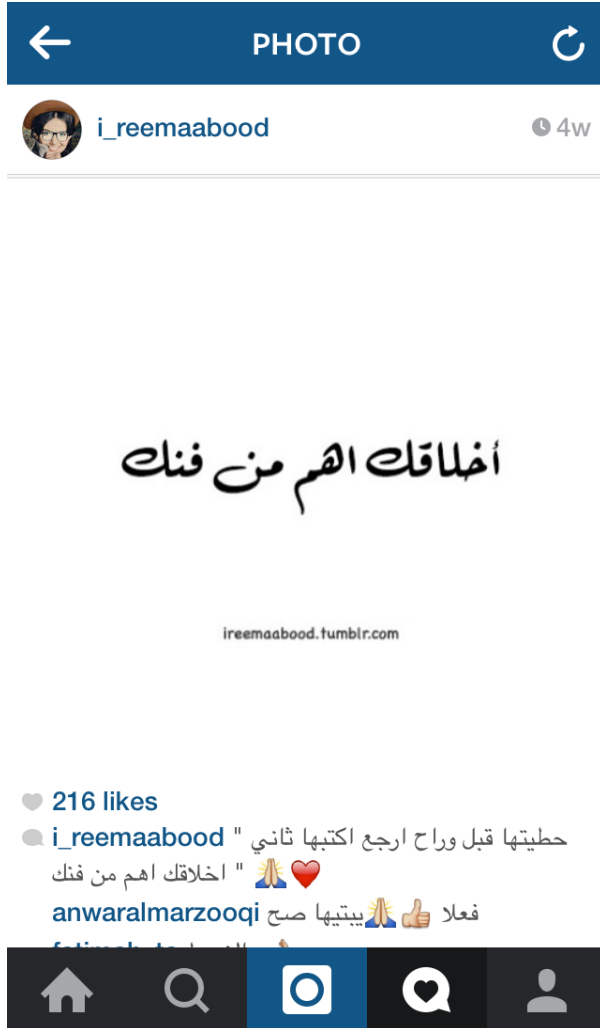 PHOTO
i_reemaabood 4w
أخلاقك اهم من فنك
ireemaabood.tumblr.com
216 likes
i_reemaabood " حطيتها قبل وراح ارجع اكتبها ثاني
اخلاقك اهم من فنك " 🙏❤️
anwaralmarzooqi فعلا 👍🙏يبتيها صح